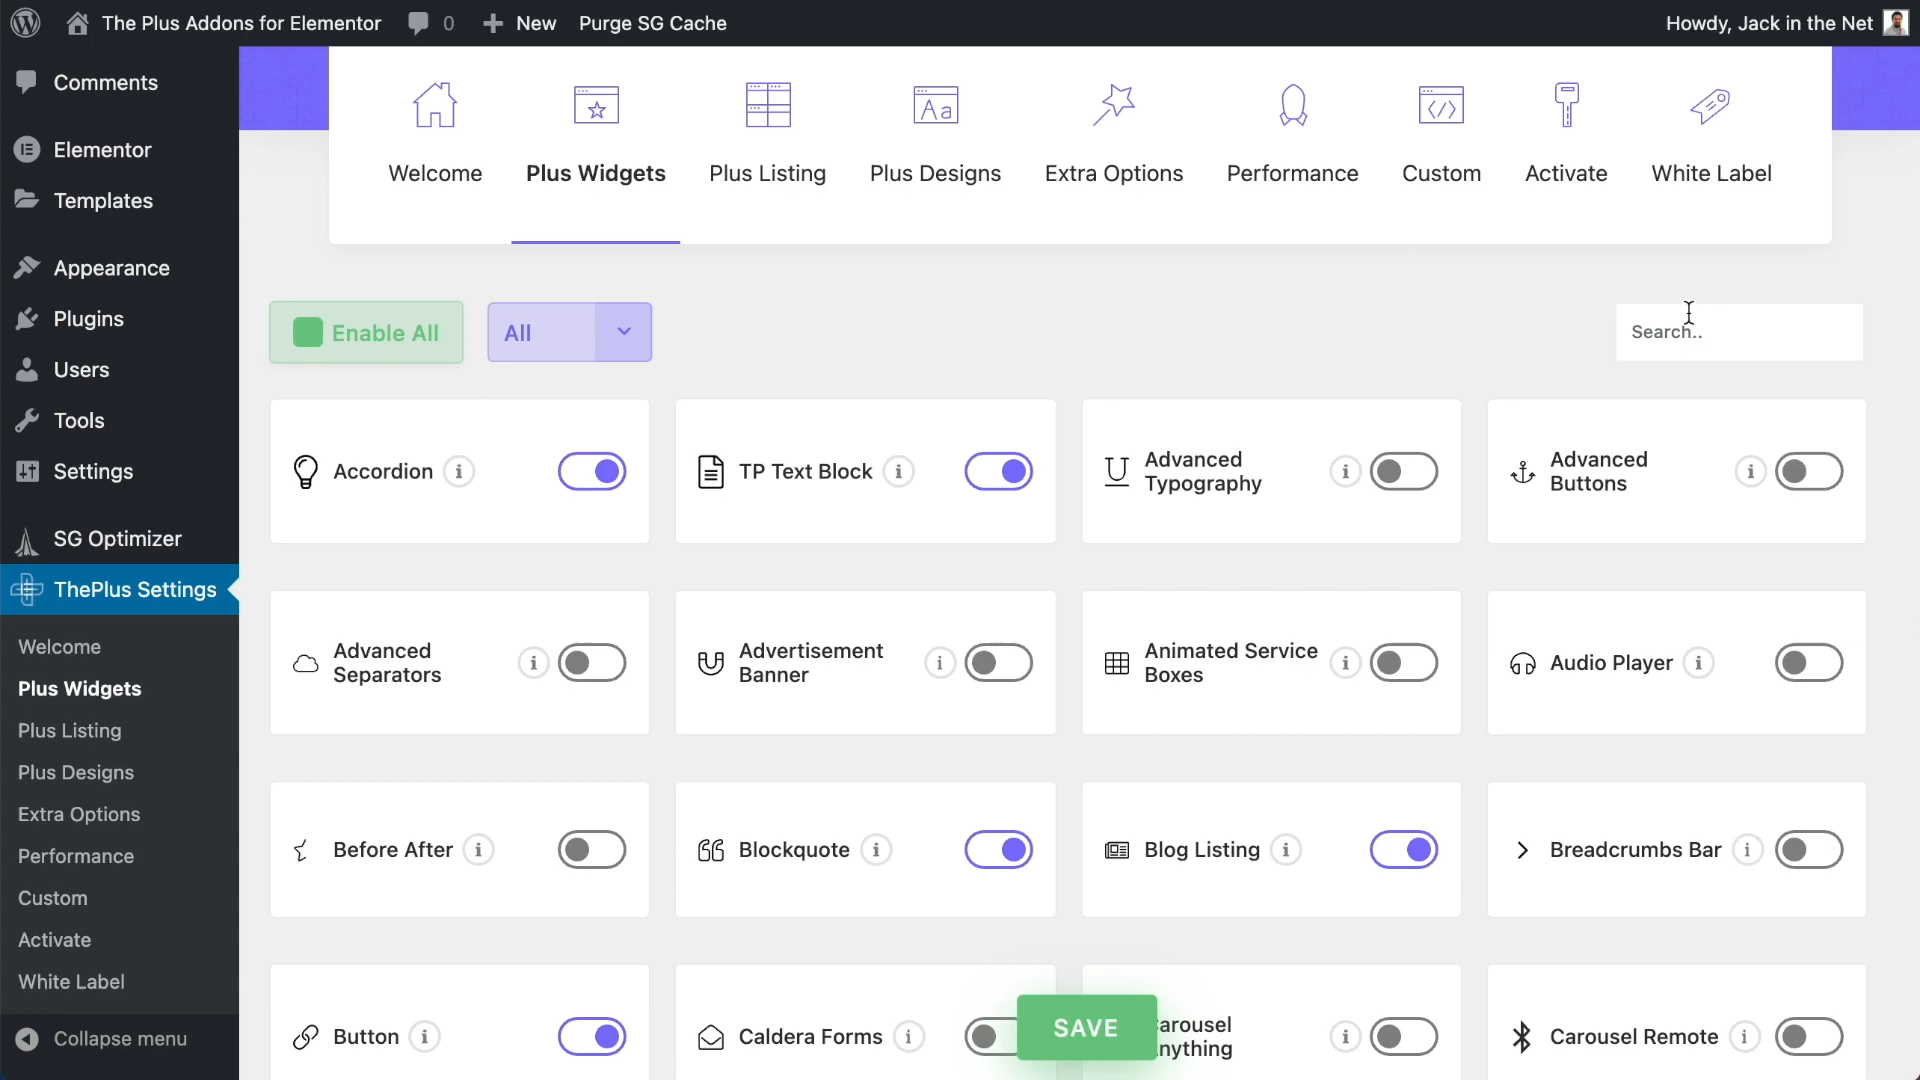 The Plus Addons for Elementor 0 New Purge SG Cache Howdy, Jack in the Net
Comments
Elementor
Templates
Appearance
Plugins
Users
Tools
Settings
SG Optimizer
ThePlus Settings
Welcome
Plus Widgets
Plus Listing
Plus Designs
Extra Options
Performance
Custom
Activate
White Label
Collapse menu
Welcome Plus Widgets Plus Listing Plus Designs Extra Options Performance Custom Activate White Label
Enable All All Search..
Accordion i
TP Text Block i
Advanced
Typography i
Advanced
Buttons i
Advanced
Separators i
Advertisement
Banner i
Animated Service
Boxes i
Audio Player i
Before After i
Blockquote i
Blog Listing i
Breadcrumbs Bar i
Button i
Caldera Forms i
SAVE
arousel
nything i
Carousel Remote i